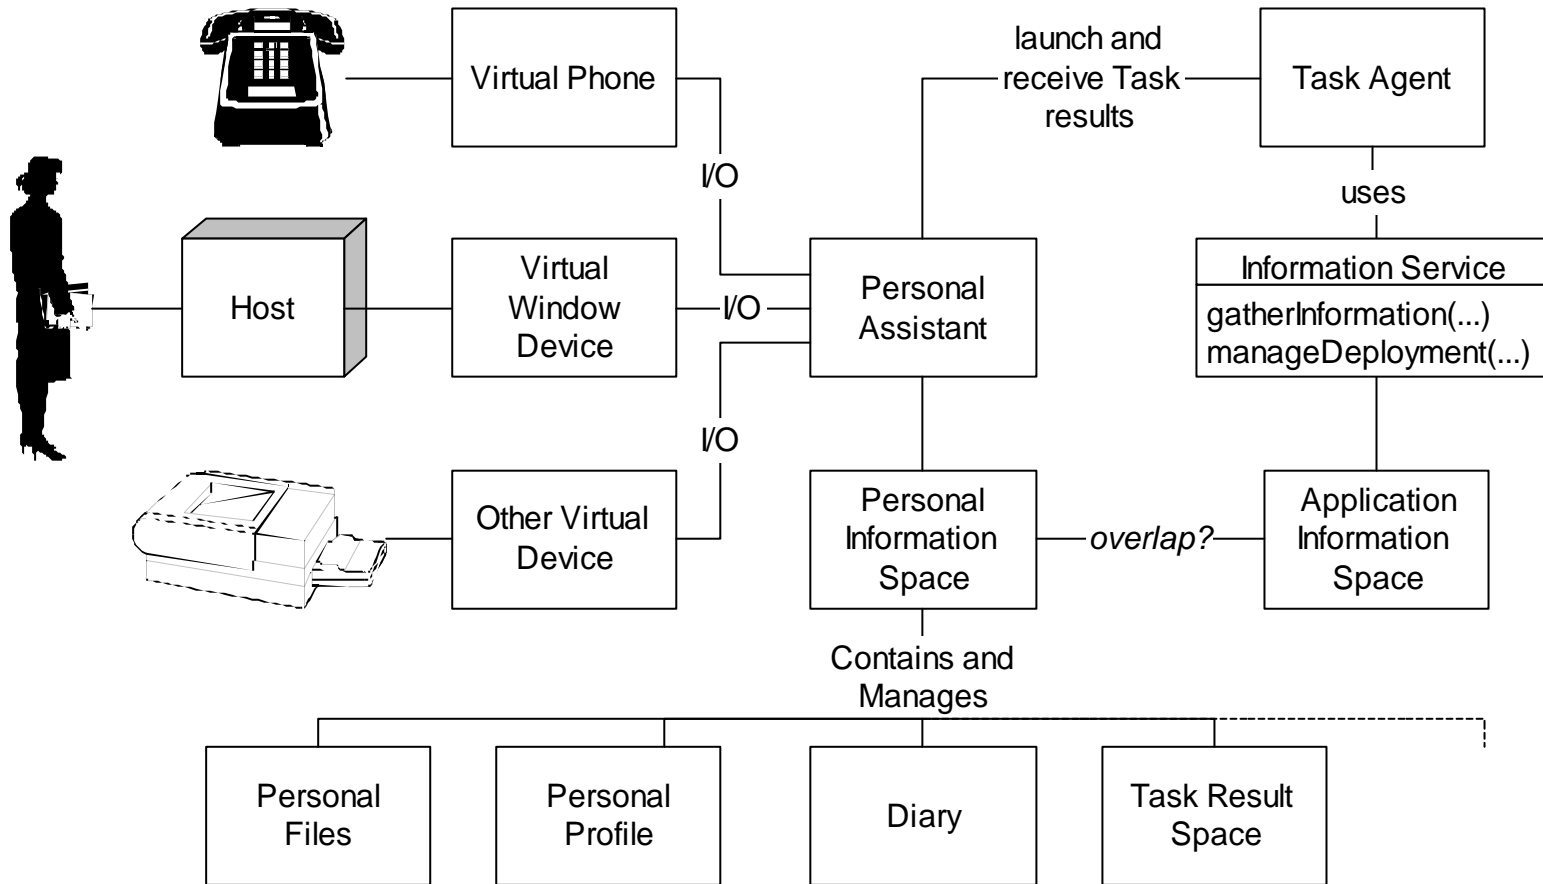 Virtual Phone
launch and
receive Task
results
Task Agent
I/O
uses
Host
Virtual
Window
Device
I/O
Personal
Assistant
Information Service
gatherInformation(...)
manageDeployment(...)
I/O
Other Virtual
Device
Personal
Information
Space
overlap?
Application
Information
Space
Contains and
Manages
Personal
Files
Personal
Profile
Diary
Task Result
Space